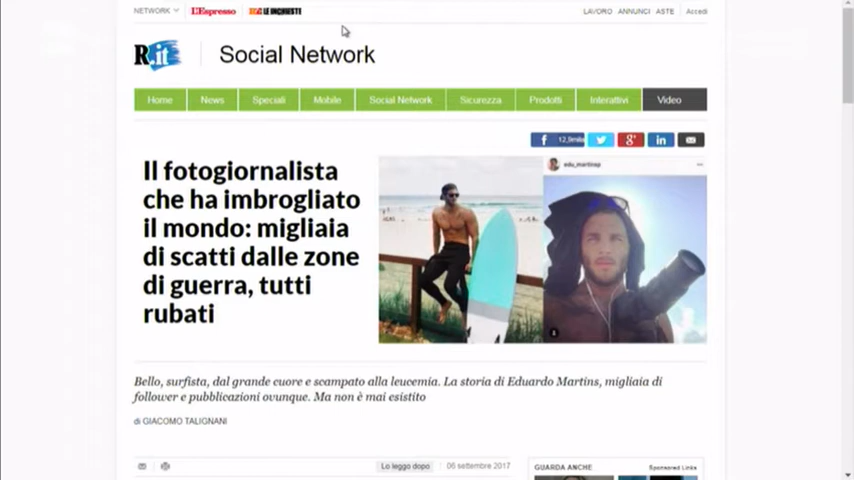 NETWORK
L'Espresso
LE INCHIESTE
LAVORO ANNUNCI ASTE Accedi
R.it
Social Network
Home News Speciali Mobile Social Network Sicurezza Prodotti Interattivi Video
Il fotogiornalista
che ha imbrogliato
il mondo: migliaia
di scatti dalle zone
di guerra, tutti
rubati
edu_martinsp
Bello, surfista, dal grande cuore e scampato alla leucemia. La storia di Eduardo Martins, migliaia di
follower e pubblicazioni ovunque. Ma non è mai esistito
di GIACOMO TALIGNANI
Lo leggo dopo
06 settembre 2017
GUARDA ANCHE
Sponsored Links